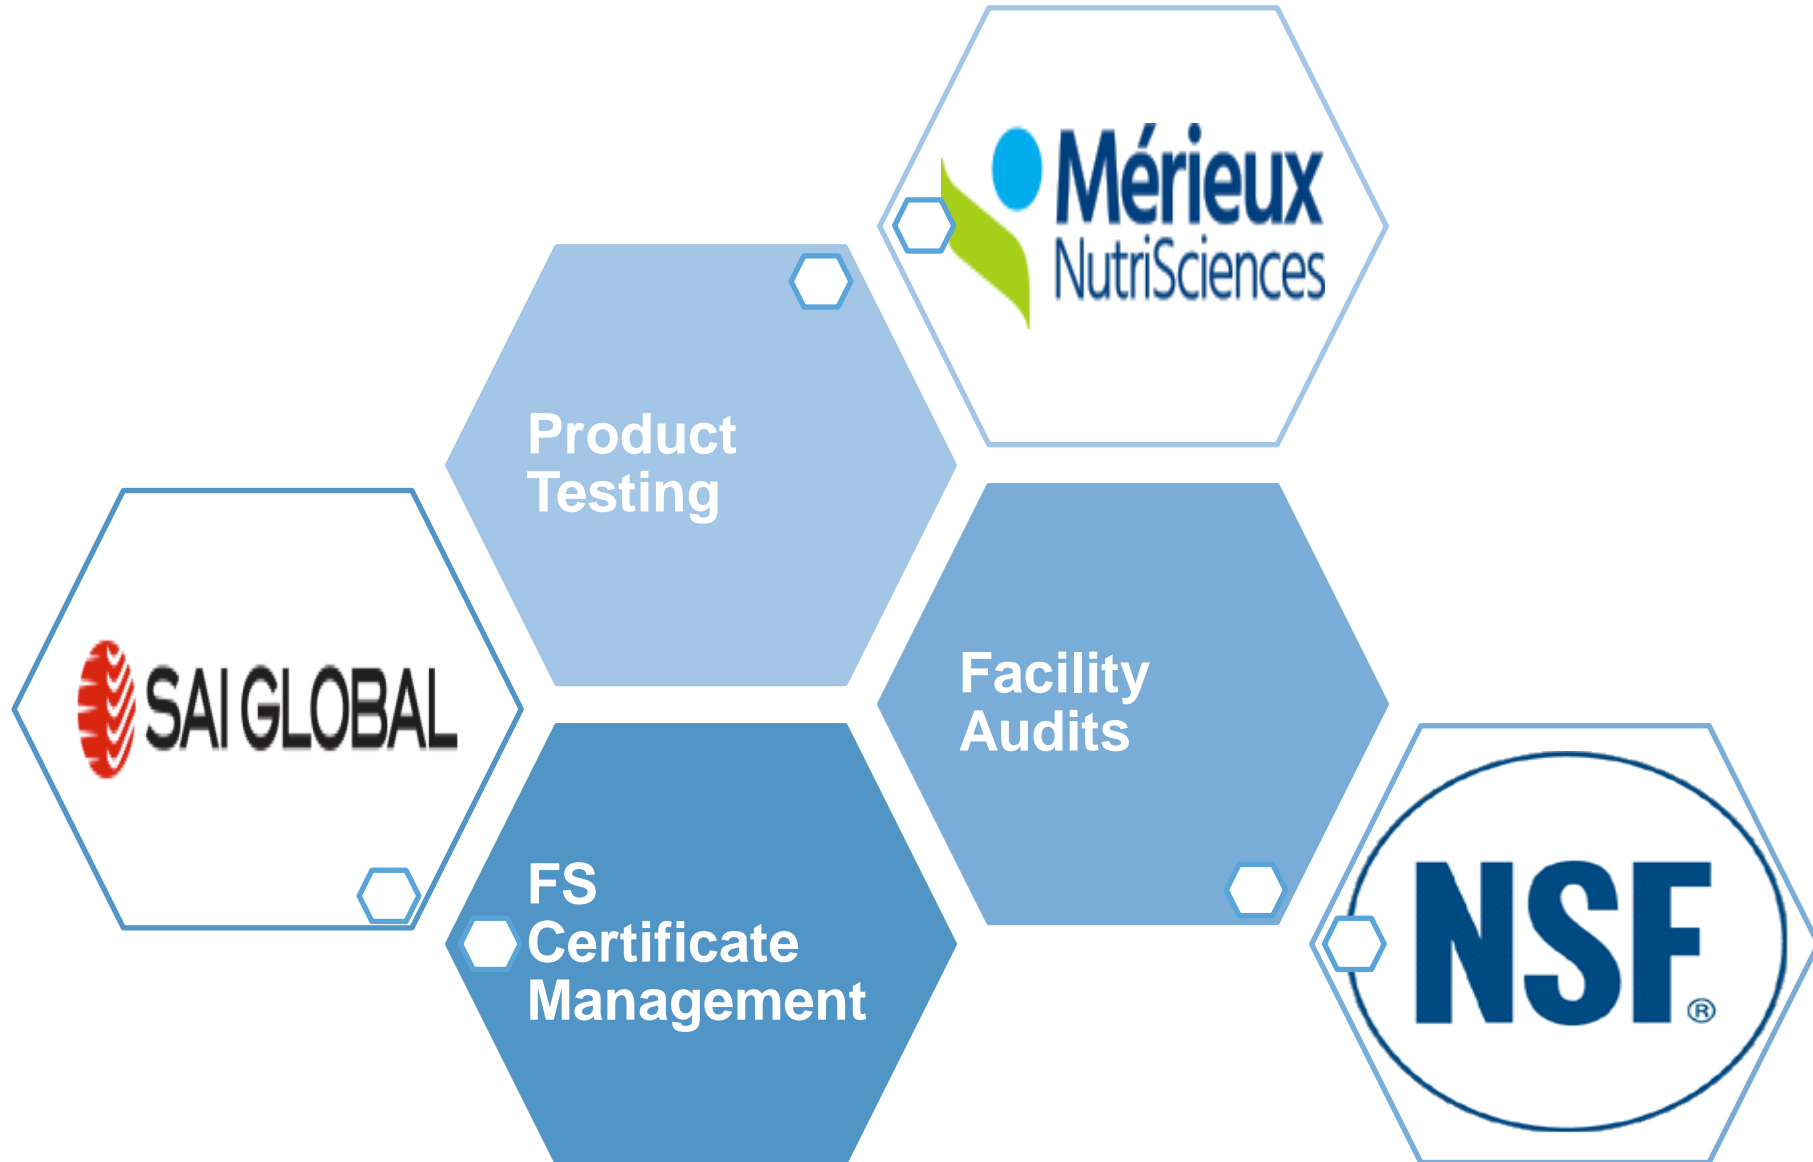 Mérieux
NutriSciences
Product
Testing
SAI GLOBAL
Facility
Audits
FS
Certificate
Management
NSF®